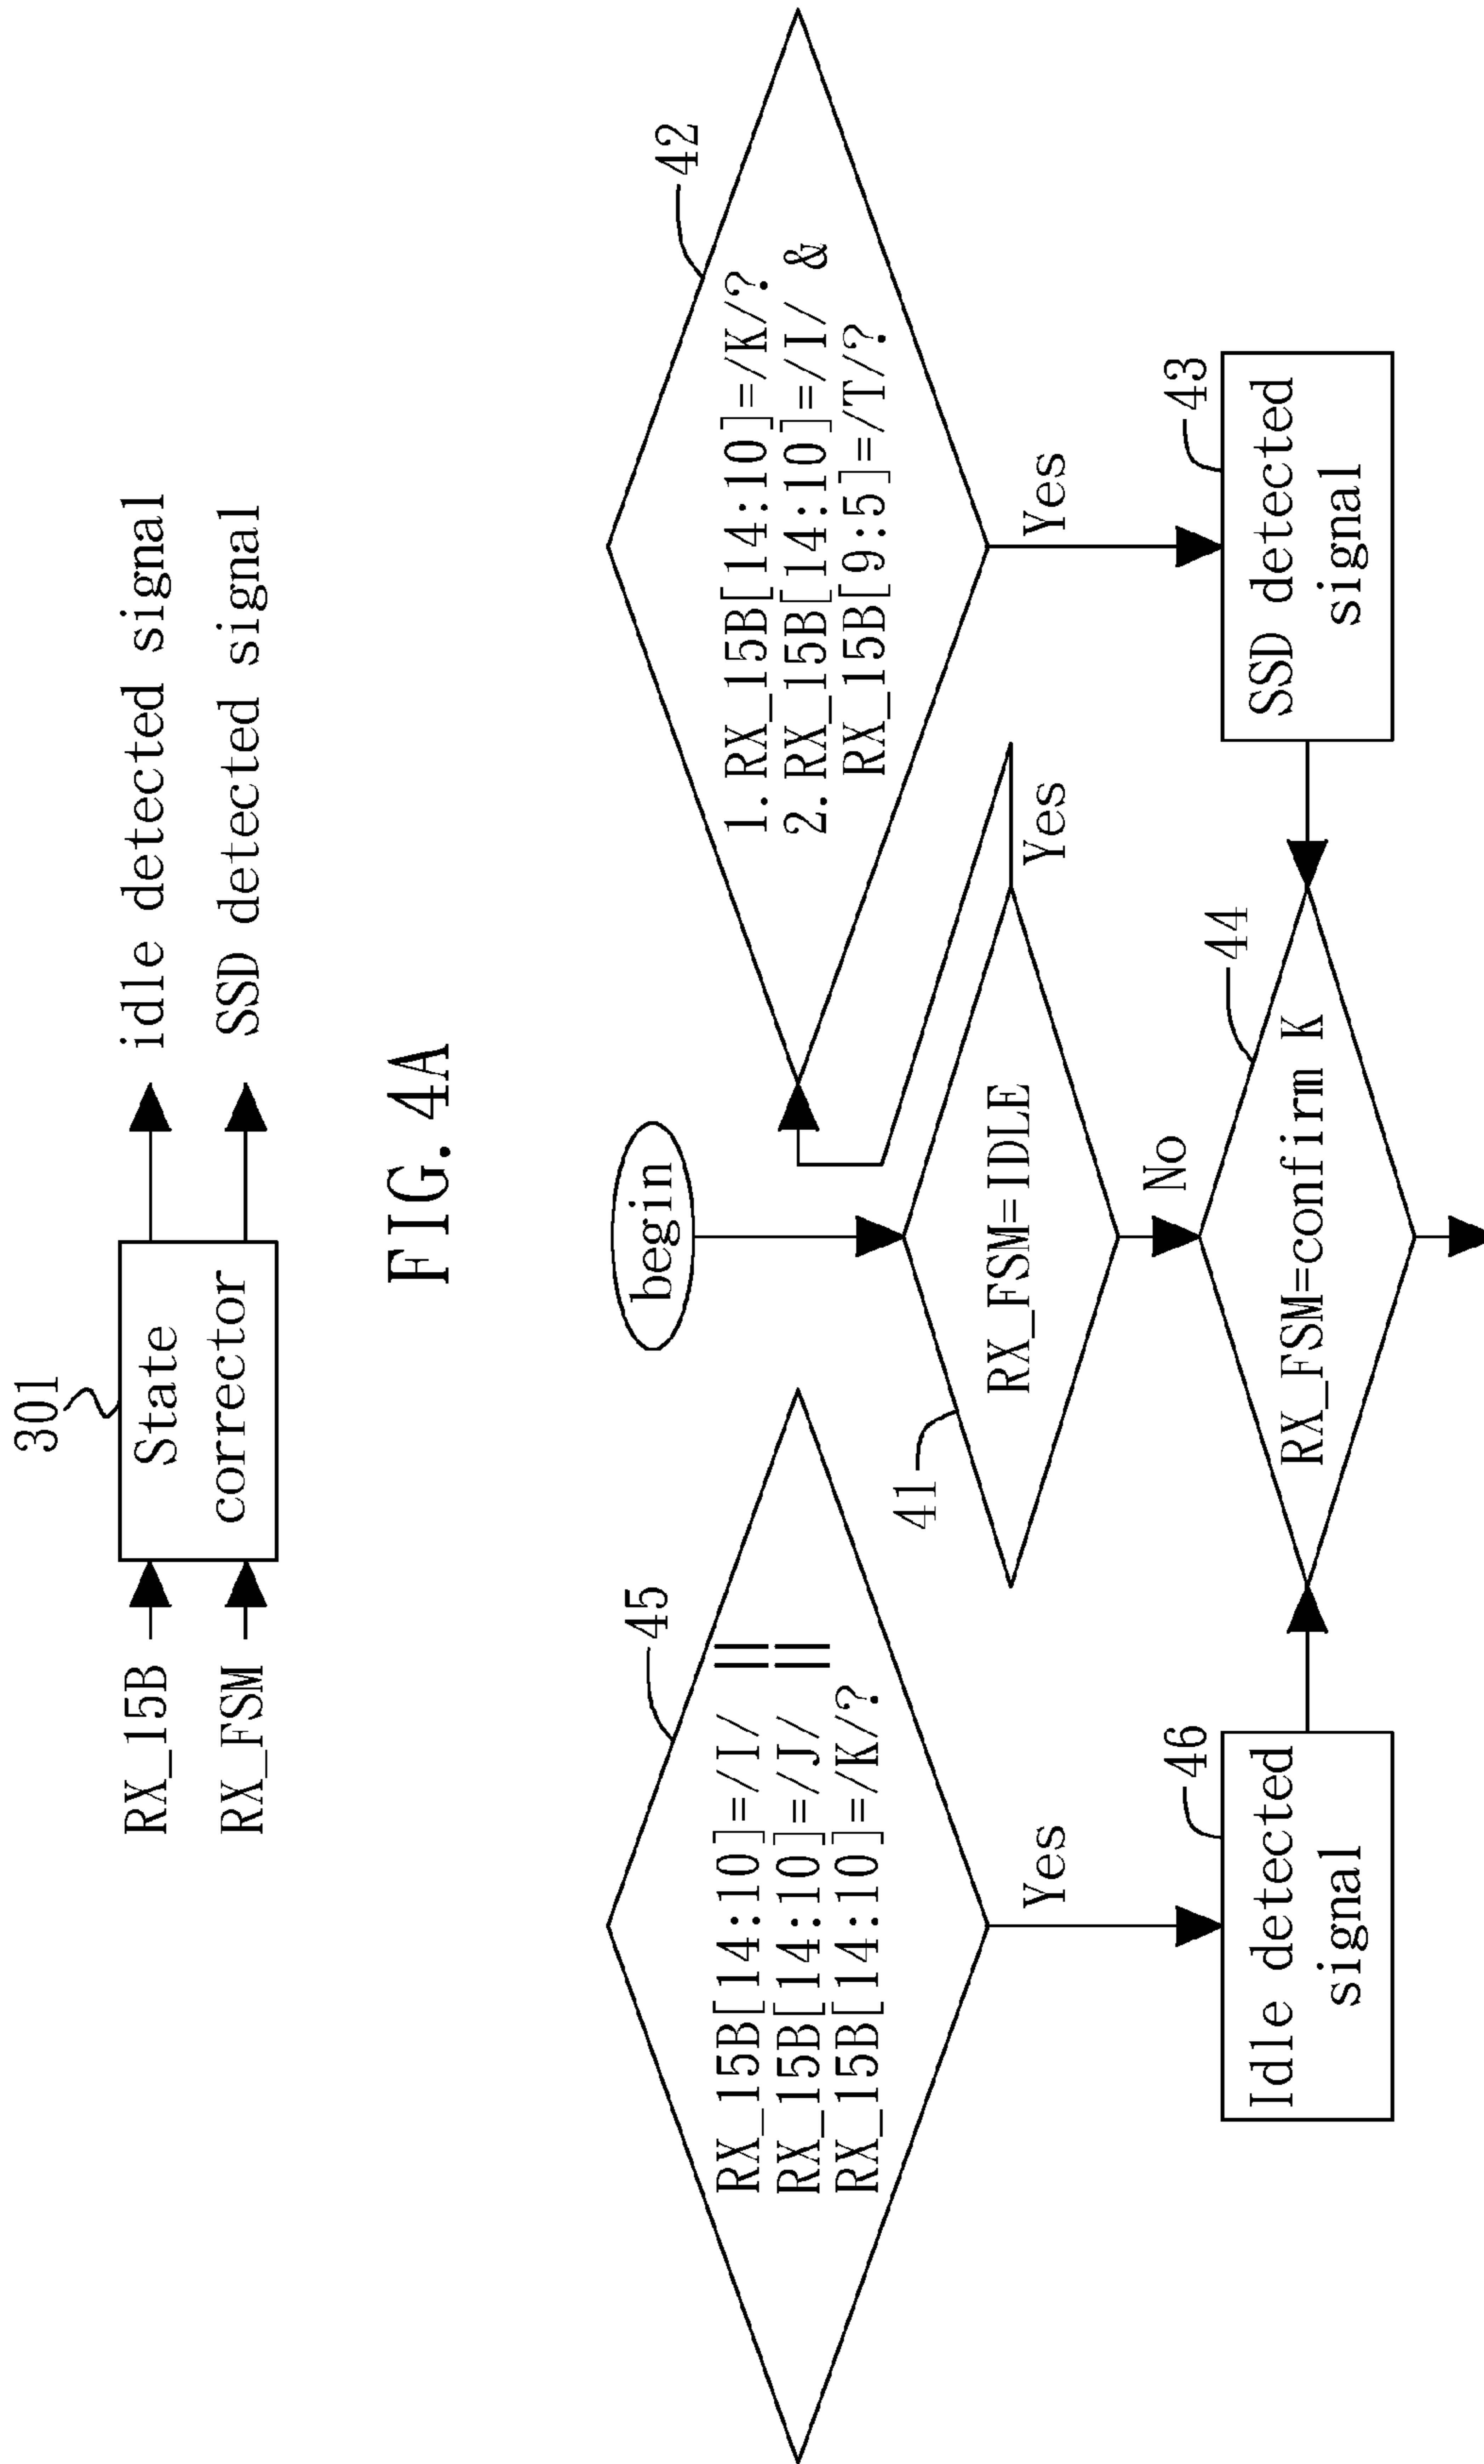 301
RX_15B
RX_FSM
State
corrector
idle detected signal
SSD detected signal
FIG. 4A
begin
45
RX_15B[14:10]=/I/ ||
RX_15B[14:10]=/J/ ||
RX_15B[14:10]=/K/?
42
1. RX_15B[14:10]=/K/?
2. RX_15B[14:10]=/I/ &
RX_15B[9:5]=/T/?
41
RX_FSM=IDLE
Yes
Yes
Yes
No
46
Idle detected
signal
44
RX_FSM=confirm K
43
SSD detected
signal